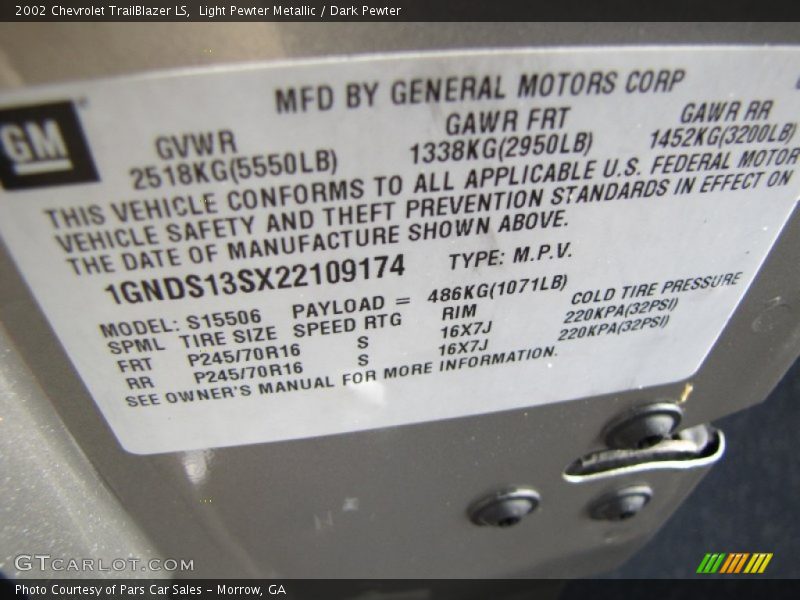 2002 Chevrolet TrailBlazer LS,  Light Pewter Metallic / Dark Pewter
MFD BY GENERAL MOTORS CORP
GM
GVWR GAWR FRT GAWR RR
2518KG(5550LB) 1338KG(2950LB) 1452KG(3200LB)
THIS VEHICLE CONFORMS TO ALL APPLICABLE U.S. FEDERAL MOTOR
VEHICLE SAFETY AND THEFT PREVENTION STANDARDS IN EFFECT ON
THE DATE OF MANUFACTURE SHOWN ABOVE.
1GNDS13SX22109174 TYPE: M.P.V.
MODEL: S15506 PAYLOAD = 486KG(1071LB)
SPML TIRE SIZE SPEED RTG RIM COLD TIRE PRESSURE
FRT P245/70R16 S 16X7J 220KPA(32PSI)
RR P245/70R16 S 16X7J 220KPA(32PSI)
SEE OWNER'S MANUAL FOR MORE INFORMATION.
GTCARLOT.COM
Photo Courtesy of Pars Car Sales - Morrow, GA